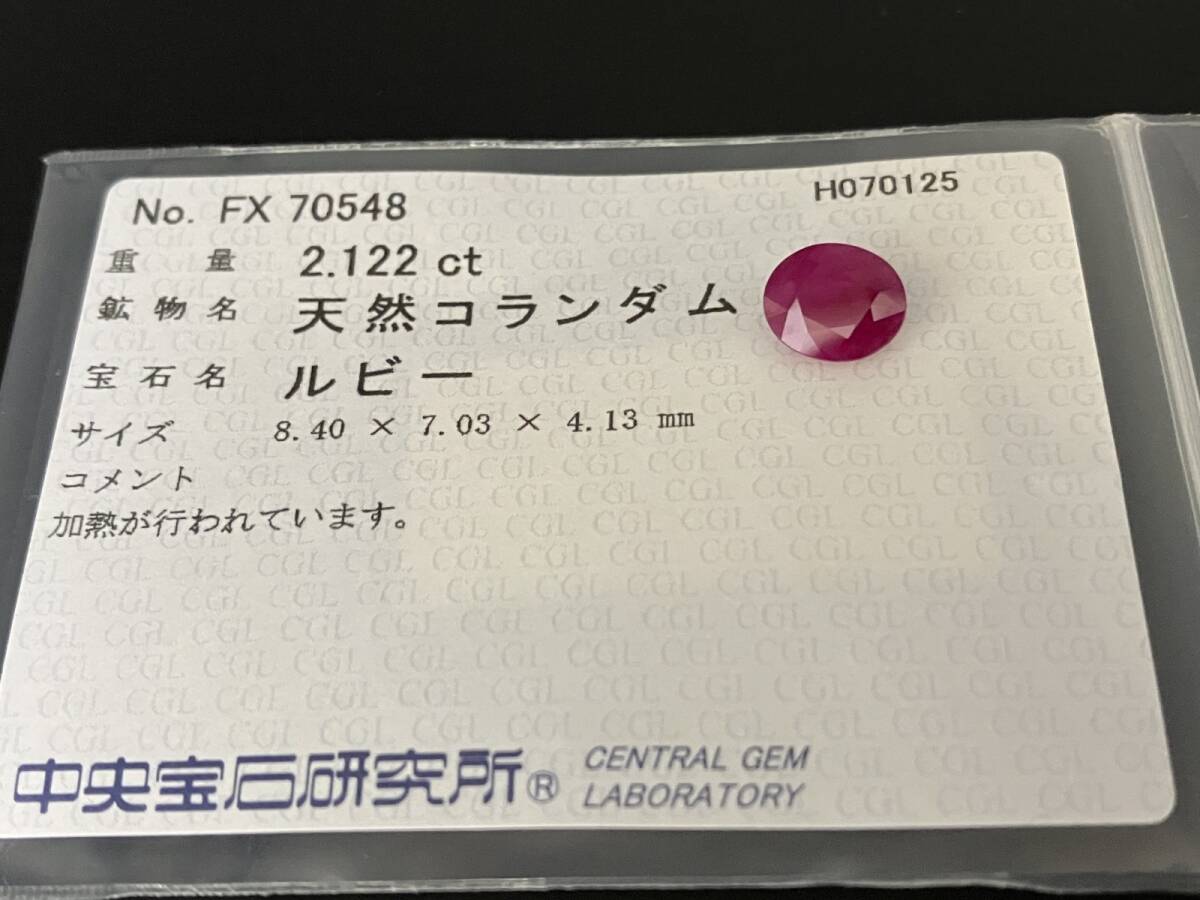 No. FX 70548
H070125
重量 2.122 ct
鉱物名 天然コランダム
宝石名 ルビー
サイズ 8.40 × 7.03 × 4.13 ㎜
コメント
加熱が行われています。
中央宝石研究所® CENTRAL GEM
LABORATORY